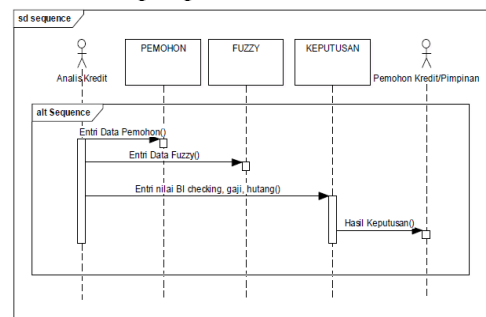 sd sequence
PEMOHON
FUZZY
KEPUTUSAN
Analis Kredit
Pemohon Kredit/Pimpinan
alt Sequence
Entri Data Pemohon()
Entri Data Fuzzy()
Entri nilai BI checking, gaji, hutang()
Hasil Keputusan()